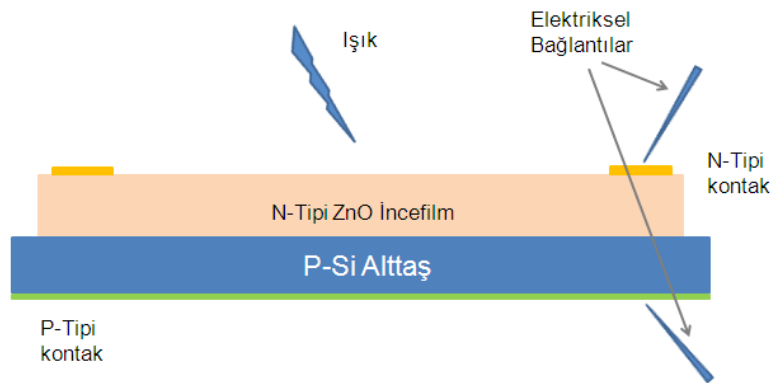 Işık
Elektriksel
Bağlantılar
N-Tipi
kontak
N-Tipi ZnO İncefilm
P-Si Alttaş
P-Tipi
kontak